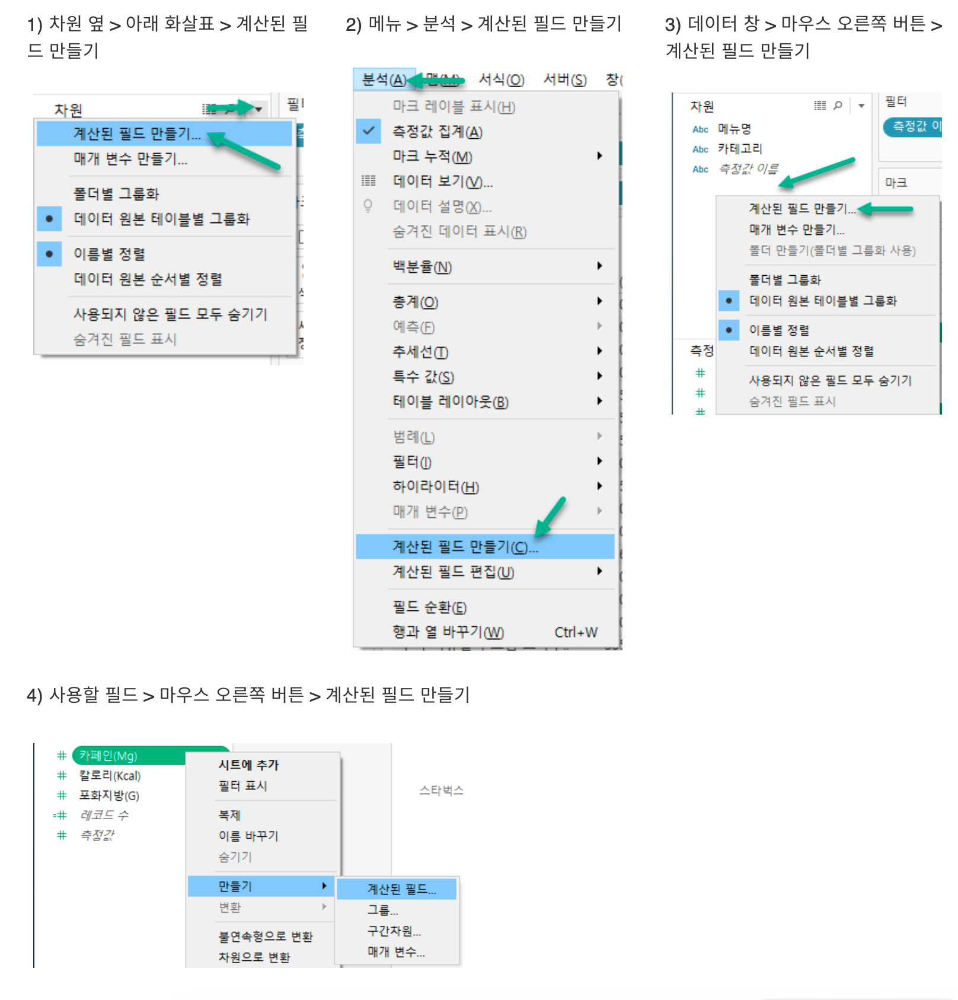 1) 차원 옆 > 아래 화살표 > 계산된 필
드 만들기
차원
계산된 필드 만들기...
매개 변수 만들기...
폴더별 그룹화
데이터 원본 테이블별 그룹화
이름별 정렬
데이터 원본 순서별 정렬
사용되지 않은 필드 모두 숨기기
숨겨진 필드 표시
2) 메뉴 > 분석 > 계산된 필드 만들기
분석(A) 맵(M) 서식(O) 서버(S) 창(
마크 레이블 표시(H)
측정값 집계(A)
마크 누적(M)
데이터 보기(V)...
데이터 설명(X)...
숨겨진 데이터 표시(R)
백분율(N)
총계(O)
예측(F)
추세선(T)
특수 값(S)
테이블 레이아웃(B)
범례(L)
필터(I)
하이라이터(H)
매개 변수(P)
계산된 필드 만들기(C)...
계산된 필드 편집(U)
필드 순환(E)
행과 열 바꾸기(W) Ctrl+W
3) 데이터 창 > 마우스 오른쪽 버튼 >
계산된 필드 만들기
차원
필터
Abc 메뉴명
측정값 이
Abc 카테고리
Abc 측정값 이름
마크
계산된 필드 만들기...
매개 변수 만들기...
폴더 만들기(폴더별 그룹화 사용)
폴더별 그룹화
데이터 원본 테이블별 그룹화
이름별 정렬
데이터 원본 순서별 정렬
사용되지 않은 필드 모두 숨기기
숨겨진 필드 표시
측정
4) 사용할 필드 > 마우스 오른쪽 버튼 > 계산된 필드 만들기
카페인(Mg)
칼로리(Kcal)
포화지방(G)
레코드 수
측정값
시트에 추가
필터 표시
복제
이름 바꾸기
숨기기
만들기
변환
불연속형으로 변환
차원으로 변환
계산된 필드...
그룹...
구간차원...
매개 변수...
스타벅스